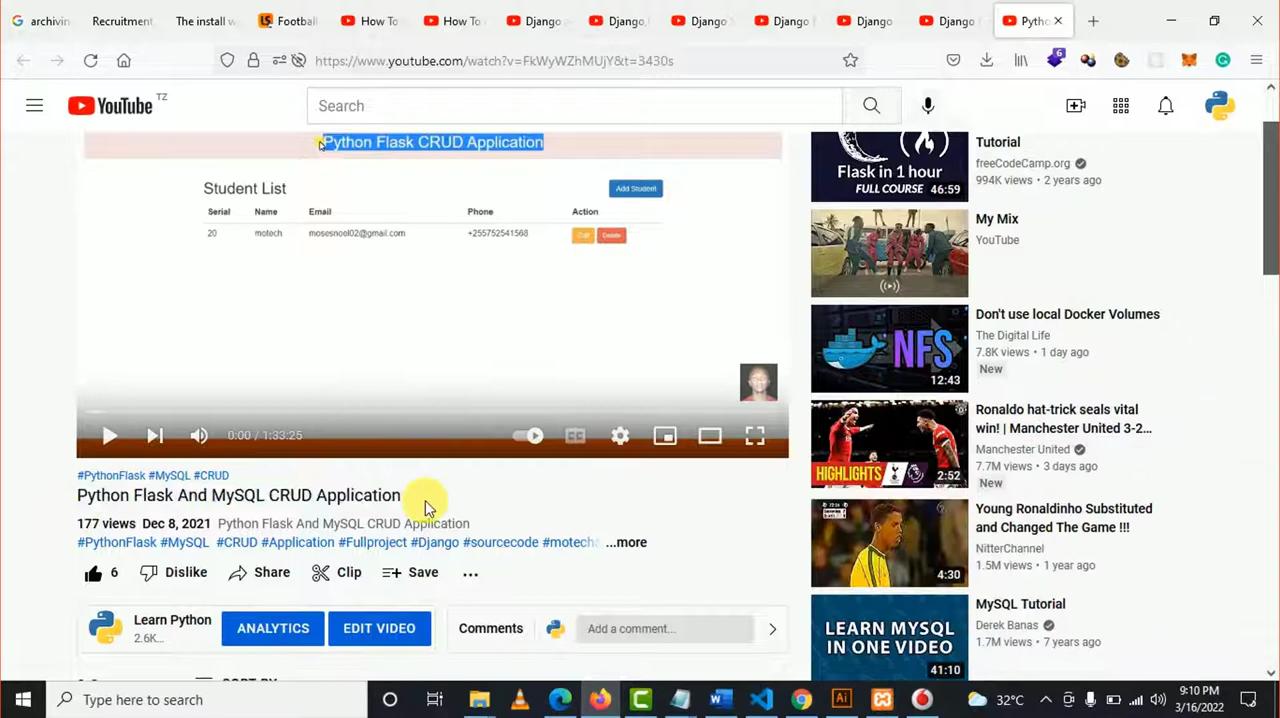 archivin
Recruitment
The install w
Football
How To
How To
Django
Django,
Django
Django
Django
Django
Pytho
https://www.youtube.com/watch?v=FkWyWZhMUjY&t=3430s
6
YouTube TZ
Search
Python Flask CRUD Application
Student List
Add Student
Serial Name Email Phone Action
20 motech mosesnoel02@gmail.com +255752541568 Edit Delete
0:00 / 1:33:25
#PythonFlask #MySQL #CRUD
Python Flask And MySQL CRUD Application
177 views Dec 8, 2021 Python Flask And MySQL CRUD Application
#PythonFlask #MySQL #CRUD #Application #Fullproject #Django #sourcecode #motecha ...more
6 Dislike Share Clip Save
Learn Python
2.6K...
ANALYTICS
EDIT VIDEO
Comments
Add a comment...
SORT BY
Flask in 1 hour
FULL COURSE
46:59
Tutorial
freeCodeCamp.org
994K views • 2 years ago
My Mix
YouTube
NFS
12:43
Don't use local Docker Volumes
The Digital Life
7.8K views • 1 day ago
New
HIGHLIGHTS
2:52
Ronaldo hat-trick seals vital
win! | Manchester United 3-2...
Manchester United
7.7M views • 3 days ago
New
4:30
Young Ronaldinho Substituted
and Changed The Game !!!
NitterChannel
1.5M views • 1 year ago
LEARN MYSQL
IN ONE VIDEO
41:10
MySQL Tutorial
Derek Banas
1.7M views • 7 years ago
Type here to search
32°C
9:10 PM
3/16/2022